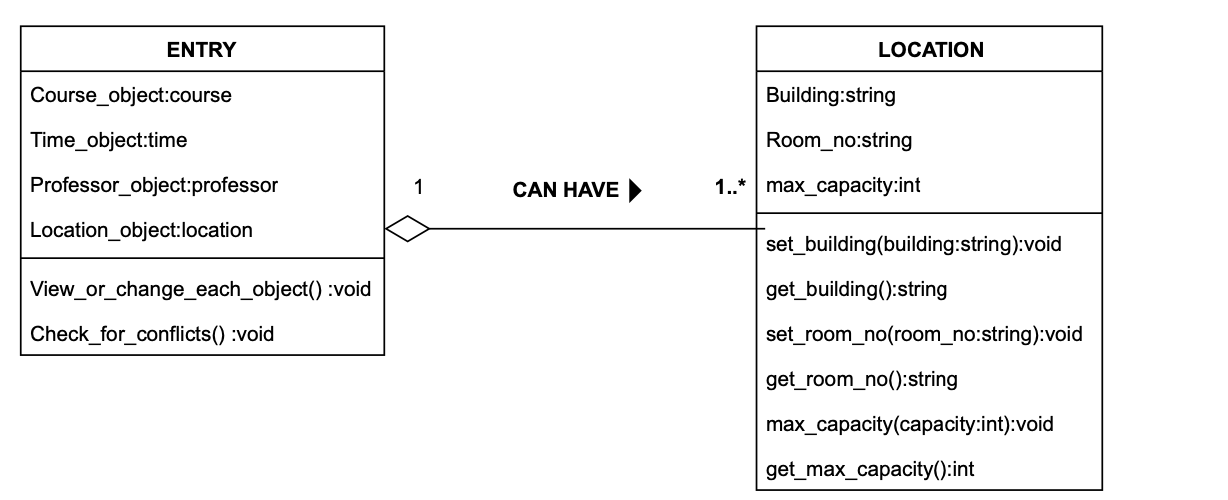 ENTRY
Course_object:course
Time_object:time
Professor_object:professor
Location_object:location
View_or_change_each_object() :void
Check_for_conflicts() :void
1
CAN HAVE
1..*
LOCATION
Building:string
Room_no:string
max_capacity:int
set_building(building:string):void
get_building():string
set_room_no(room_no:string):void
get_room_no():string
max_capacity(capacity:int):void
get_max_capacity():int